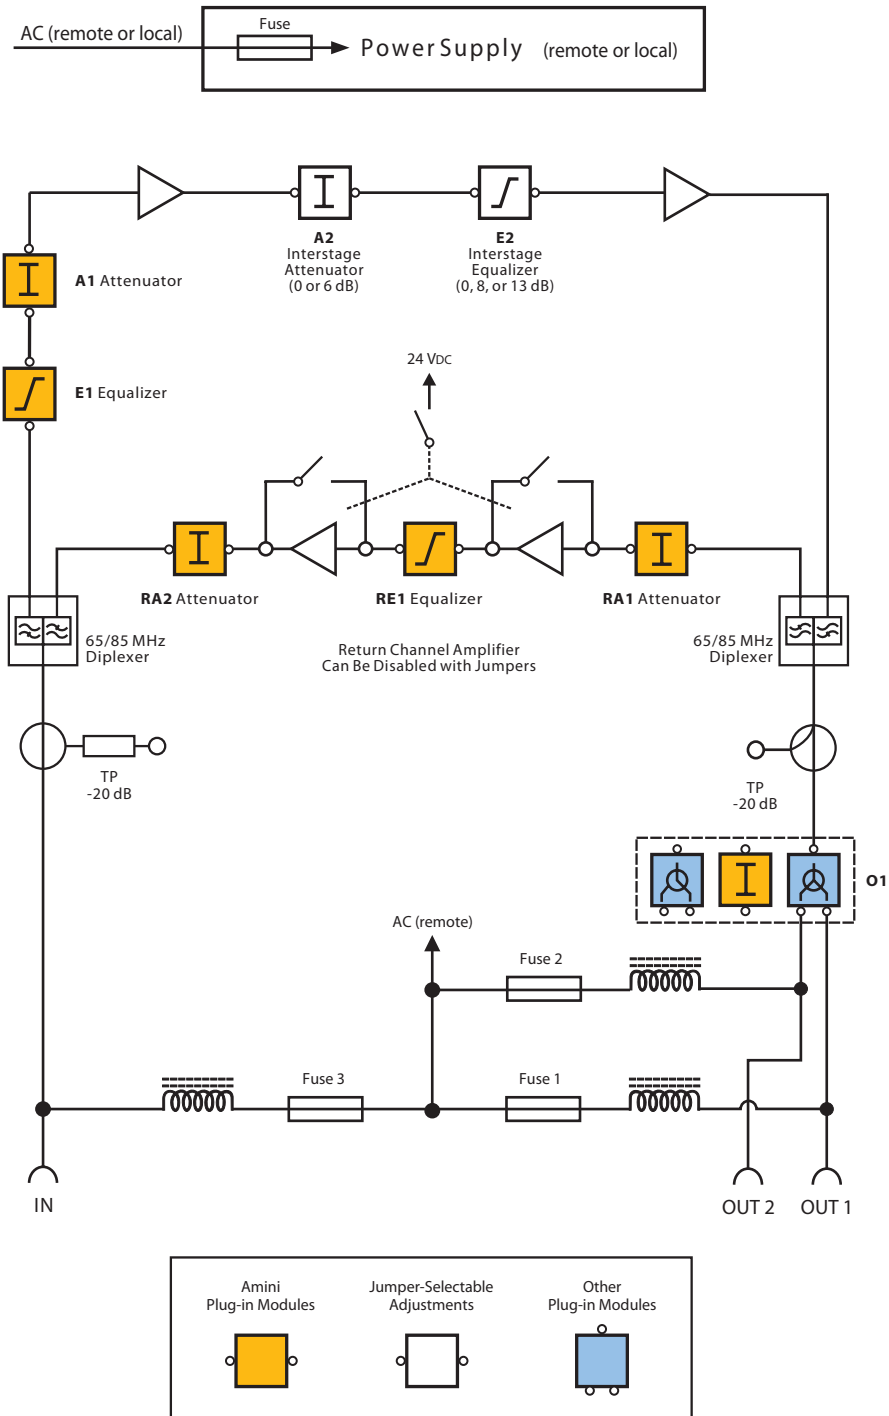 AC (remote or local)
Fuse
Power Supply (remote or local)
A2
Interstage
Attenuator
(0 or 6 dB)
E2
Interstage
Equalizer
(0, 8, or 13 dB)
A1 Attenuator
E1 Equalizer
24 VDC
RA2 Attenuator
RE1 Equalizer
RA1 Attenuator
65/85 MHz
Diplexer
Return Channel Amplifier
Can Be Disabled with Jumpers
65/85 MHz
Diplexer
TP
-20 dB
TP
-20 dB
O1
AC (remote)
Fuse 2
Fuse 3
Fuse 1
IN
OUT 2
OUT 1
Amini
Plug-in Modules
Jumper-Selectable
Adjustments
Other
Plug-in Modules